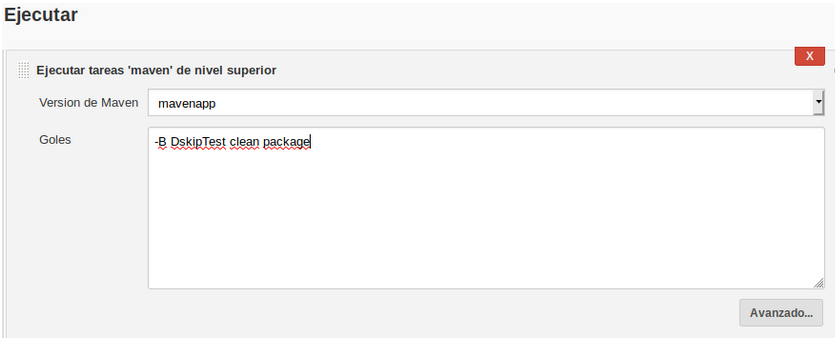 Ejecutar
X
Ejecutar tareas 'maven' de nivel superior
Version de Maven mavenapp
Goles -B DskipTest clean package
Avanzado...